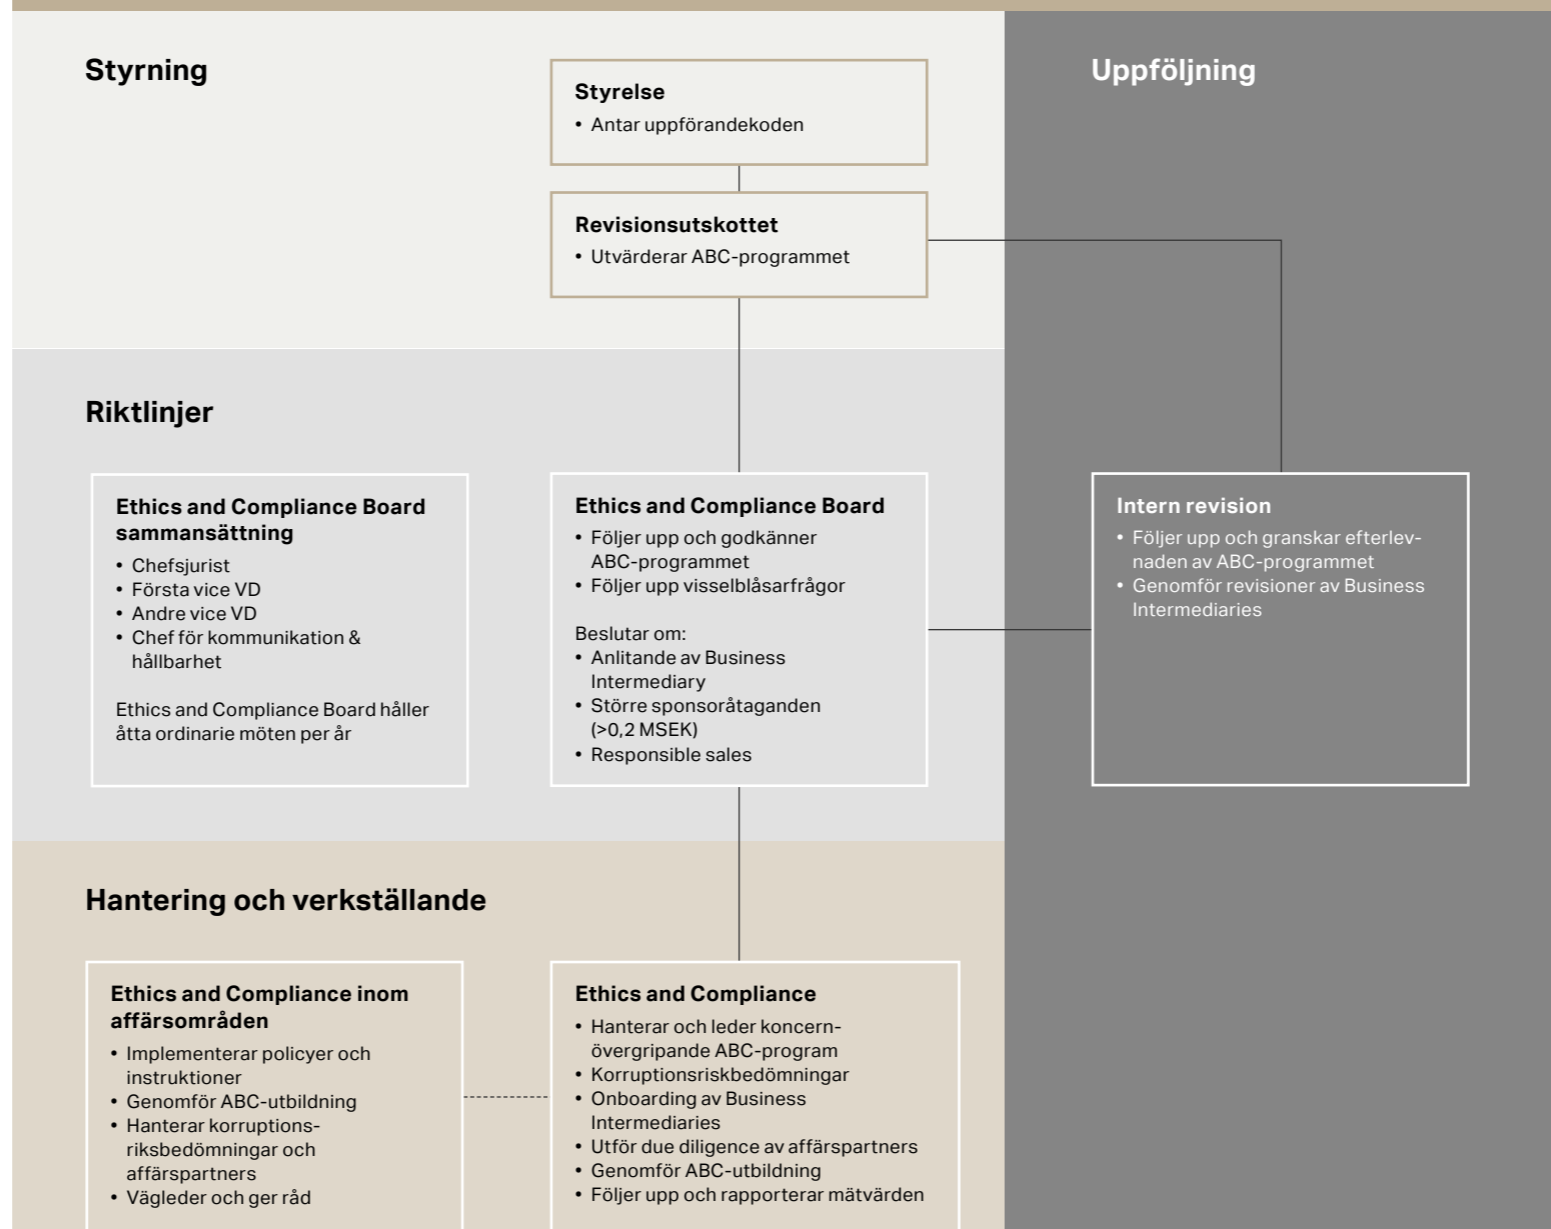 Styrning
Styrelse
• Antar uppförandekoden
Revisionsutskottet
• Utvärderar ABC-programmet
Uppföljning
Riktlinjer
Ethics and Compliance Board
sammansättning
• Chefsjurist
• Första vice VD
• Andre vice VD
• Chef för kommunikation &
hållbarhet
Ethics and Compliance Board håller
åtta ordinarie möten per år
Ethics and Compliance Board
• Följer upp och godkänner
ABC-programmet
• Följer upp visselblåsarfrågor
Beslutar om:
• Anlitande av Business
Intermediary
• Större sponsoråtaganden
(>0,2 MSEK)
• Responsible sales
Intern revision
• Följer upp och granskar efterlev-
naden av ABC-programmet
• Genomför revisioner av Business
Intermediaries
Hantering och verkställande
Ethics and Compliance inom
affärsområden
• Implementerar policyer och
instruktioner
• Genomför ABC-utbildning
• Hanterar korruptions-
riksbedömningar och
affärspartners
• Vägleder och ger råd
Ethics and Compliance
• Hanterar och leder koncern-
övergripande ABC-program
• Korruptionsriskbedömningar
• Onboarding av Business
Intermediaries
• Utför due diligence av affärspartners
• Genomför ABC-utbildning
• Följer upp och rapporterar mätvärden